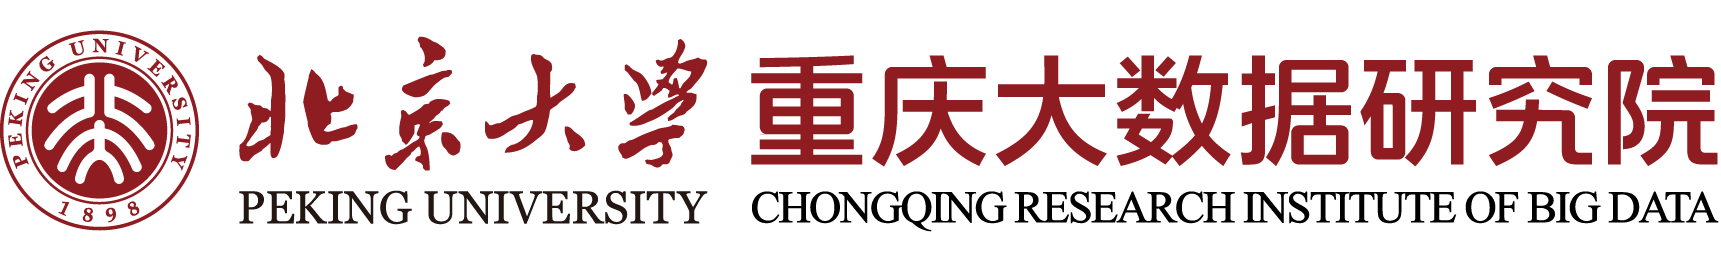 PEKING UNIVERSITY
1898
北京大学
PEKING UNIVERSITY
重庆大数据研究院
CHONGQING RESEARCH INSTITUTE OF BIG DATA